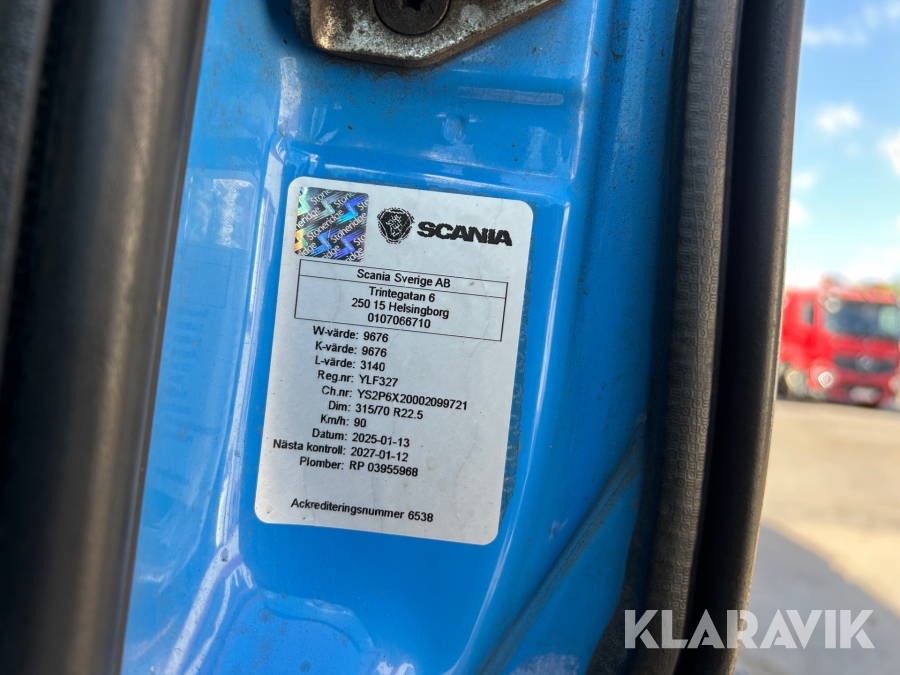 Stoneridge
SCANIA
Scania Sverige AB
Trintegatan 6
250 15 Helsingborg
0107066710
W-värde: 9676
K-värde: 9676
L-värde: 3140
Reg.nr: YLF327
Ch.nr: YS2P6X20002099721
Dim: 315/70 R22.5
Km/h: 90
Datum: 2025-01-13
Nästa kontroll: 2027-01-12
Plomber: RP 03955968
Ackrediteringsnummer 6538
KLARAVIK